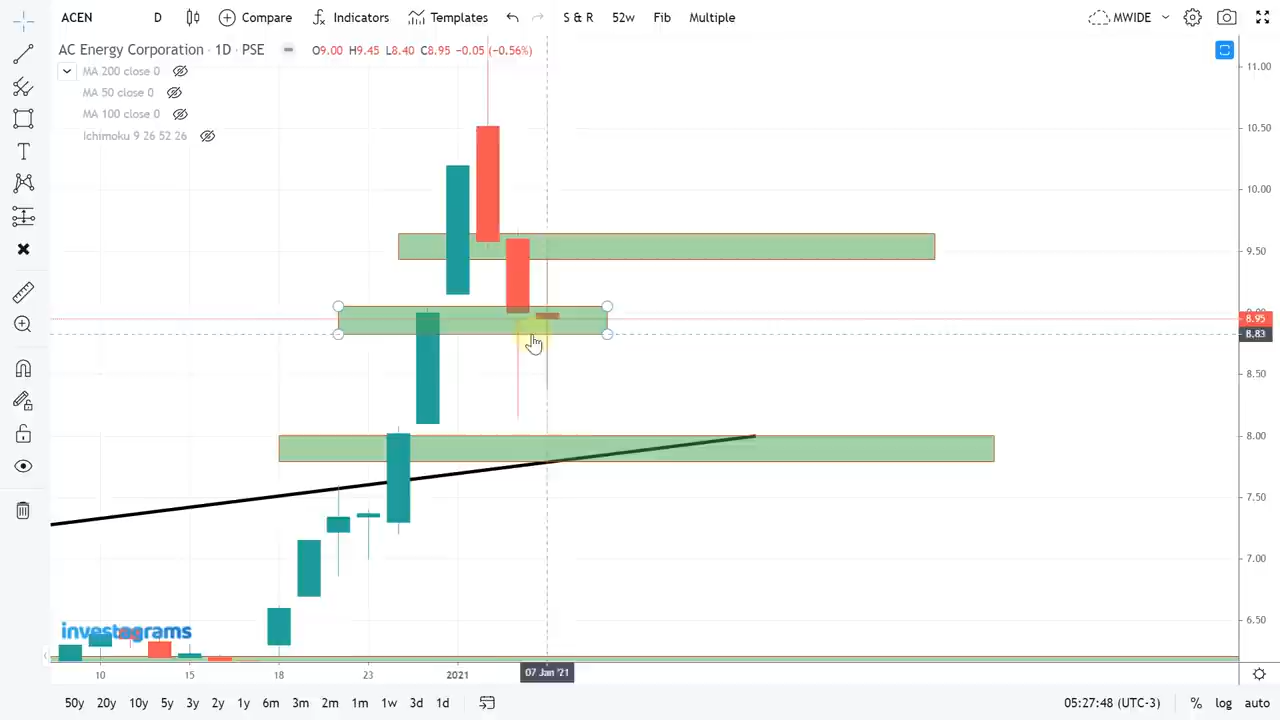 ACEN D Compare Indicators Templates S & R 52w Fib Multiple MWIDE
AC Energy Corporation · 1D · PSE O9.00 H9.45 L8.40 C8.95 −0.05 (−0.56%)
MA 200 close 0
MA 50 close 0
MA 100 close 0
Ichimoku 9 26 52 26
11.00
10.50
10.00
9.50
8.95
8.83
8.50
8.00
7.50
7.00
6.50
investagrams
10 15 18 23 2021 07 Jan '21
50y 20y 10y 5y 3y 2y 1y 6m 3m 2m 1m 1w 3d 1d 05:27:48 (UTC-3) % log auto